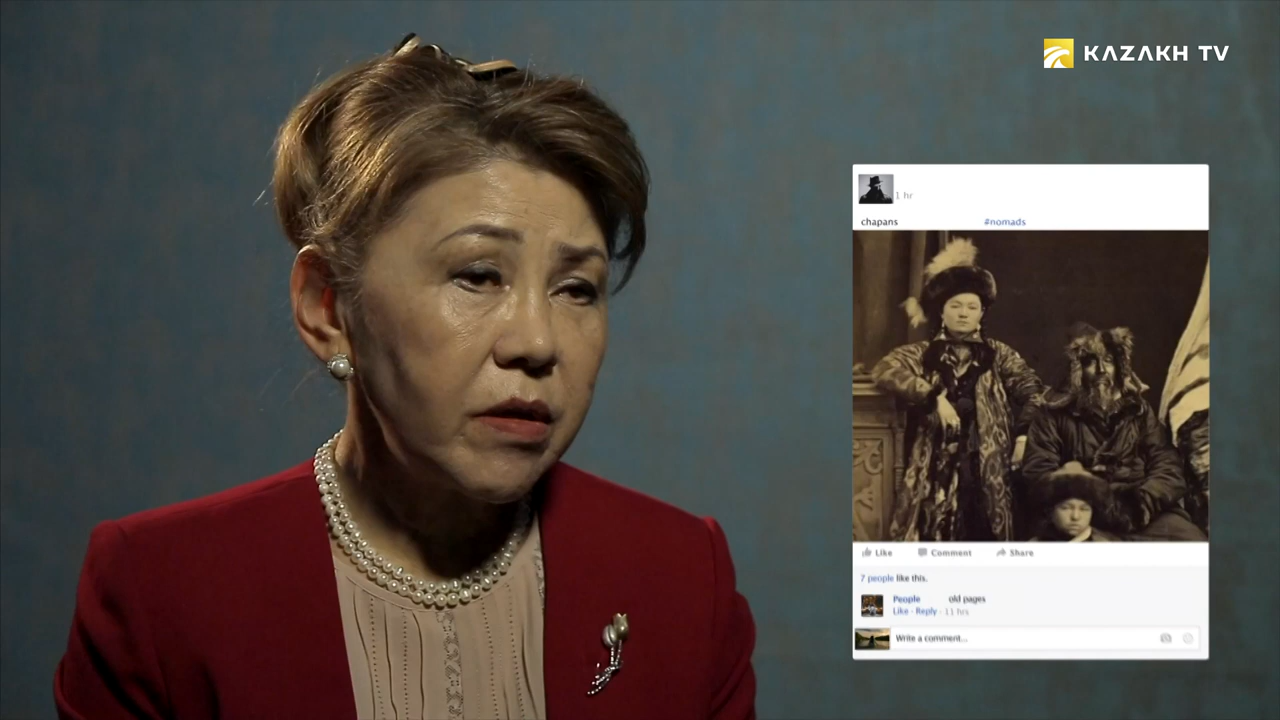 KAZAKH TV
1 hr
chapans #nomads
Like Comment Share
7 people like this.
People old pages
Like · Reply · 11 hrs
Write a comment...